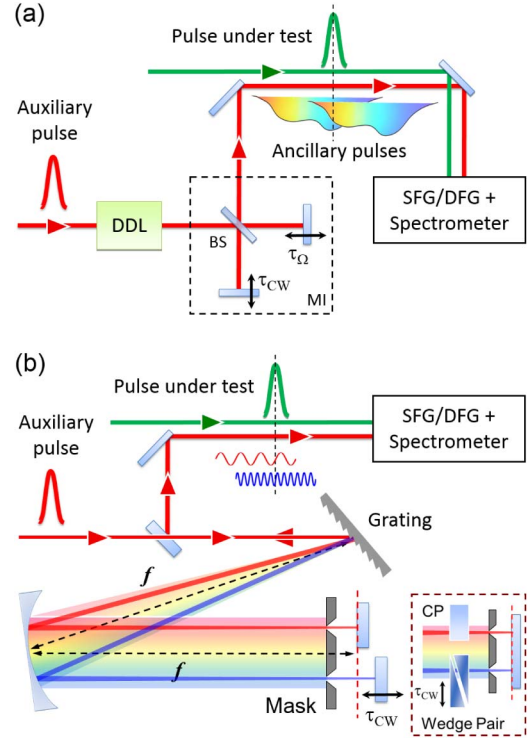 (a)
Pulse under test
Auxiliary
pulse
Ancillary pulses
DDL
BS
τΩ
τCW
MI
SFG/DFG +
Spectrometer
(b)
Pulse under test
Auxiliary
pulse
SFG/DFG +
Spectrometer
Grating
f
f
Mask
τCW
CP
τCW
Wedge Pair